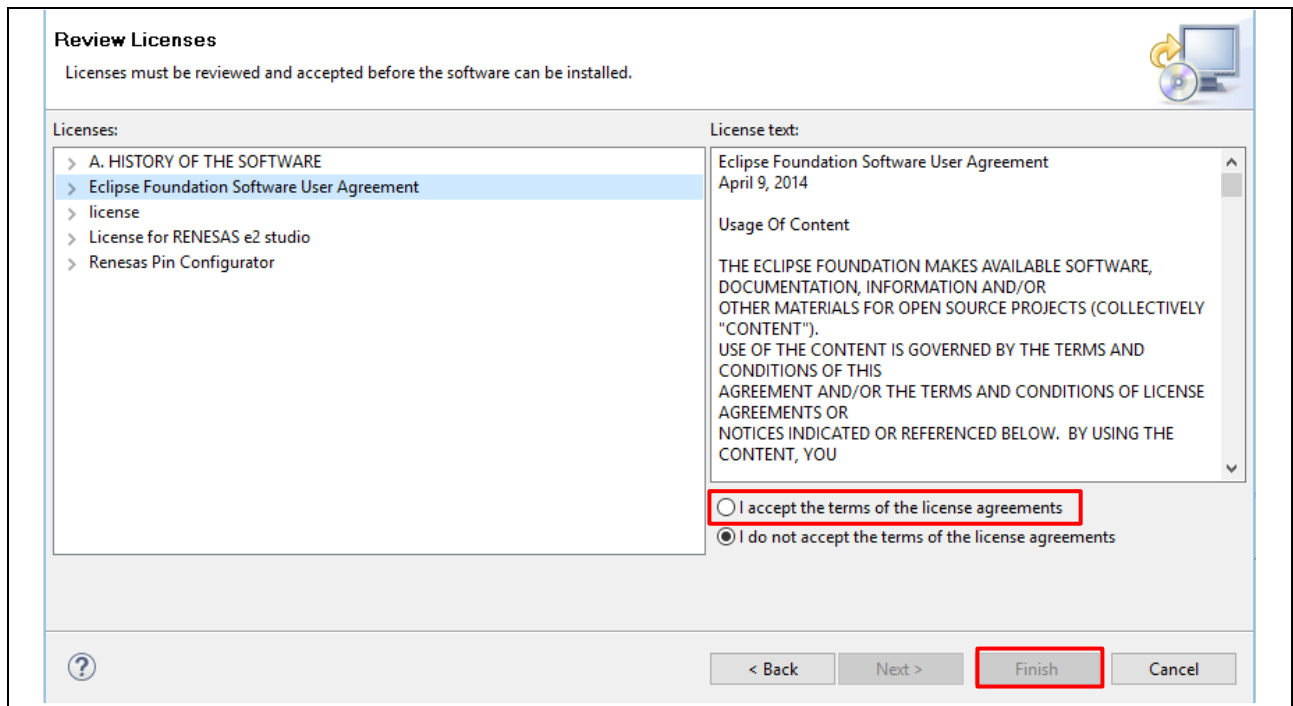 Review Licenses
Licenses must be reviewed and accepted before the software can be installed.
Licenses:
A. HISTORY OF THE SOFTWARE
Eclipse Foundation Software User Agreement
license
License for RENESAS e2 studio
Renesas Pin Configurator
License text:
Eclipse Foundation Software User Agreement
April 9, 2014
Usage Of Content
THE ECLIPSE FOUNDATION MAKES AVAILABLE SOFTWARE,
DOCUMENTATION, INFORMATION AND/OR
OTHER MATERIALS FOR OPEN SOURCE PROJECTS (COLLECTIVELY
"CONTENT").
USE OF THE CONTENT IS GOVERNED BY THE TERMS AND
CONDITIONS OF THIS
AGREEMENT AND/OR THE TERMS AND CONDITIONS OF LICENSE
AGREEMENTS OR
NOTICES INDICATED OR REFERENCED BELOW.  BY USING THE
CONTENT, YOU
I accept the terms of the license agreements
I do not accept the terms of the license agreements
? < Back Next > Finish Cancel